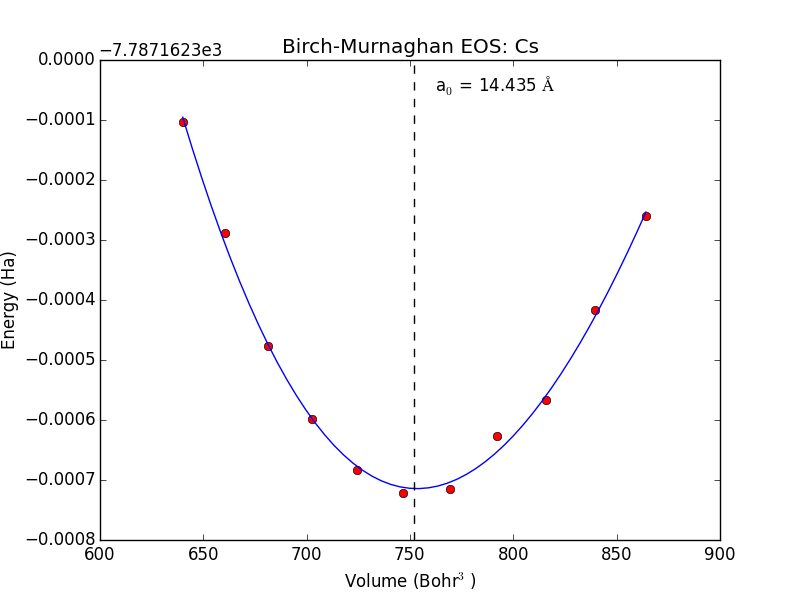 −7.7871623e3
Birch-Murnaghan EOS: Cs
a₀ = 14.435 Å
0.0000
−0.0001
−0.0002
−0.0003
−0.0004
−0.0005
−0.0006
−0.0007
−0.0008
Energy (Ha)
600 650 700 750 800 850 900
Volume (Bohr³ )